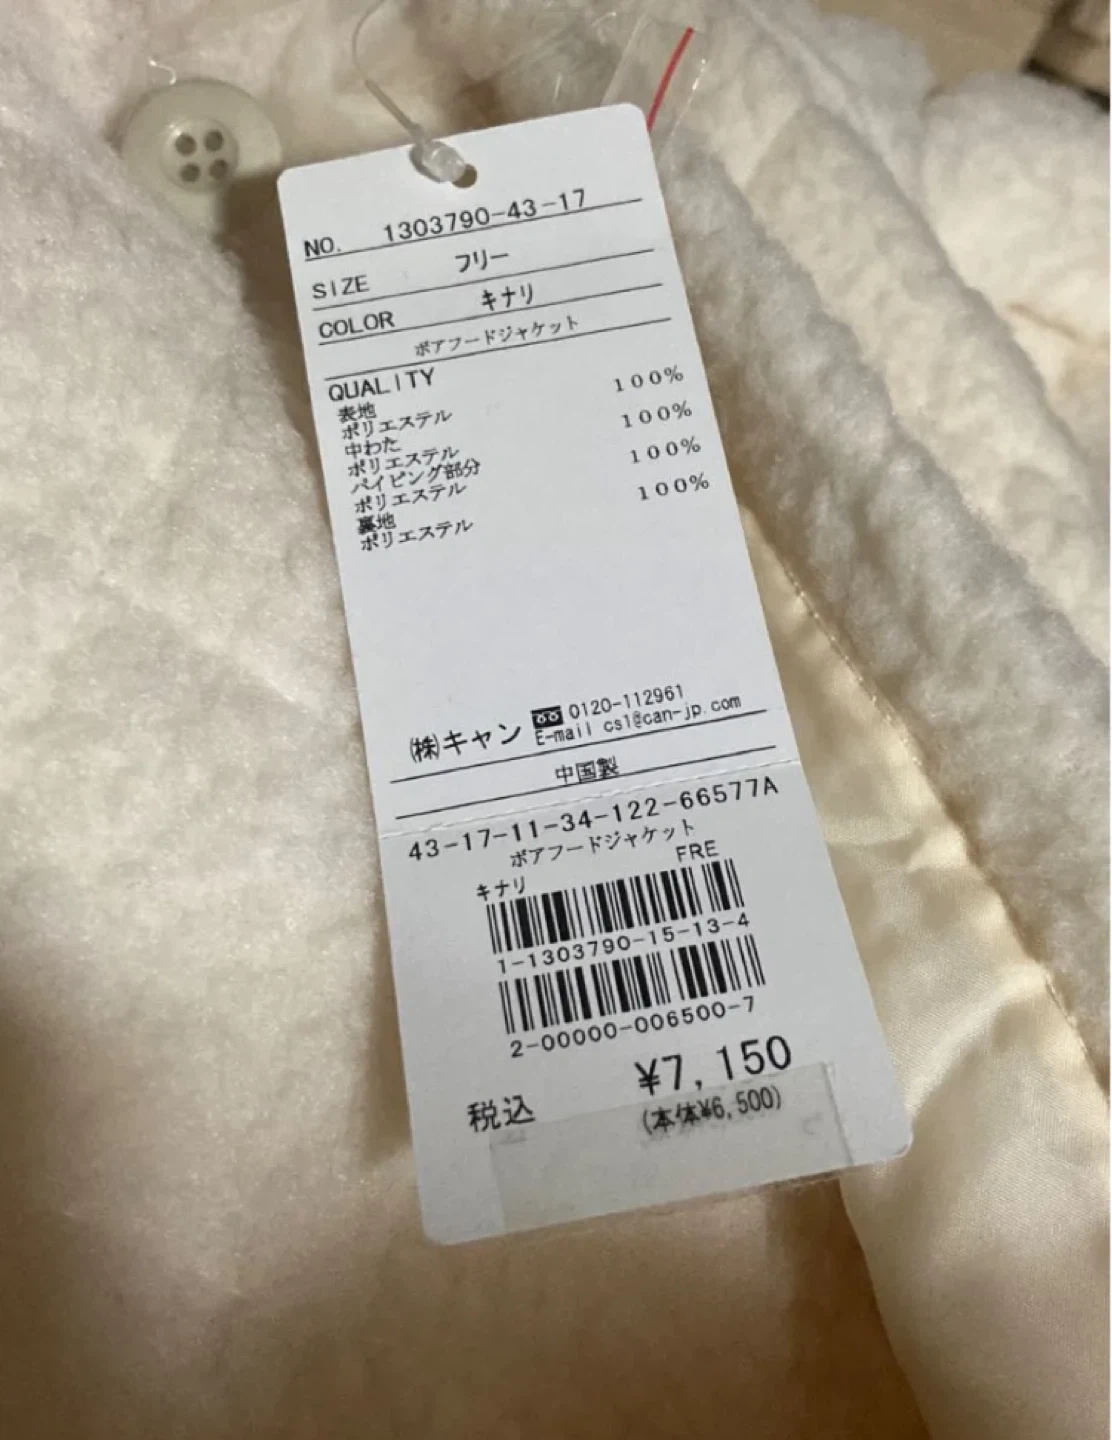 NO. 1303790-43-17
SIZE フリー
COLOR キナリ
ボアフードジャケット
QUALITY
表地
ポリエステル 100%
中わた
ポリエステル 100%
パイピング部分
ポリエステル 100%
裏地
ポリエステル 100%
㈱キャン 0120-112961
E-mail cs1@can-jp.com
中国製
43-17-11-34-122-66577A
ボアフードジャケット
キナリ FRE
1-1303790-15-13-4
2-00000-006500-7
税込 ¥7,150
(本体¥6,500)